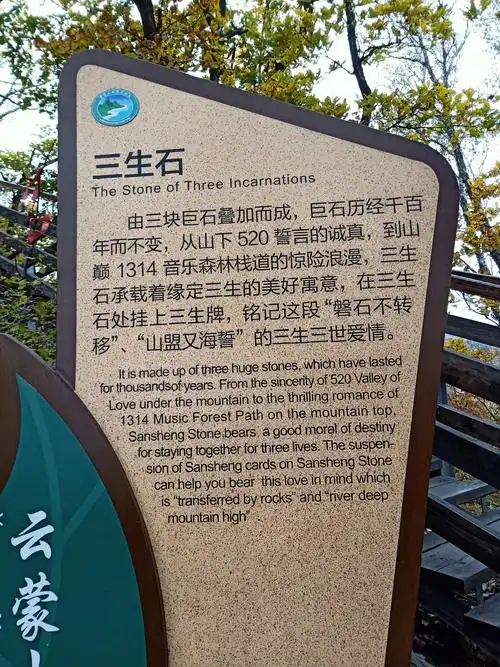 三生石
The Stone of Three Incarnations
由三块巨石叠加而成，巨石历经千百
年而不变，从山下 520 誓言的诚真，到山
巅 1314 音乐森林栈道的惊险浪漫，三生
石承载着缘定三生的美好寓意，在三生
石处挂上三生牌，铭记这段“磐石不转
移”、“山盟又海誓”的三生三世爱情。
It is made up of three huge stones, which have lasted
for thousandsof years. From the sincerity of 520 Valley of
Love under the mountain to the thrilling romance of
1314 Music Forest Path on the mountain top,
Sansheng Stone bears a good moral of destiny
for staying together for three lives. The suspen-
sion of Sansheng cards on Sansheng Stone
can help you bear this love in mind which
is “transferred by rocks” and “river deep
mountain high”
云蒙